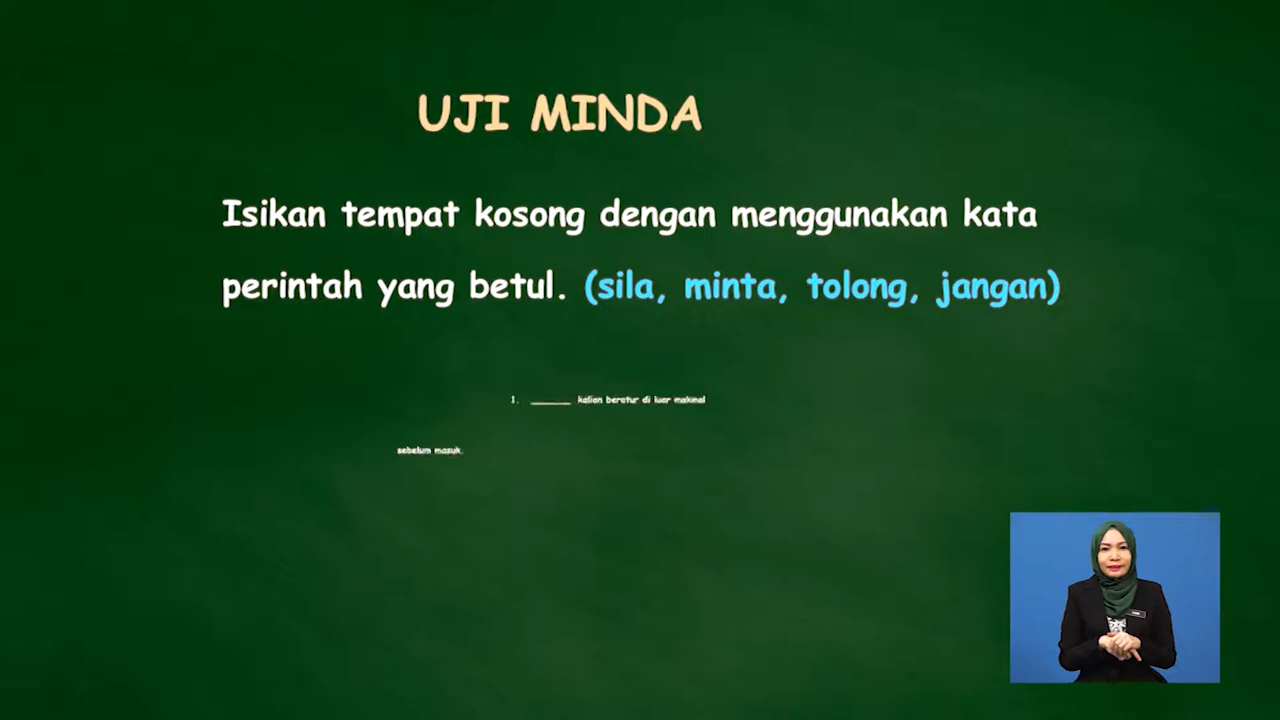 UJI MINDA
Isikan tempat kosong dengan menggunakan kata
perintah yang betul. (sila, minta, tolong, jangan)
1. ______ kalian beratur di luar makmal
sebelum masuk.